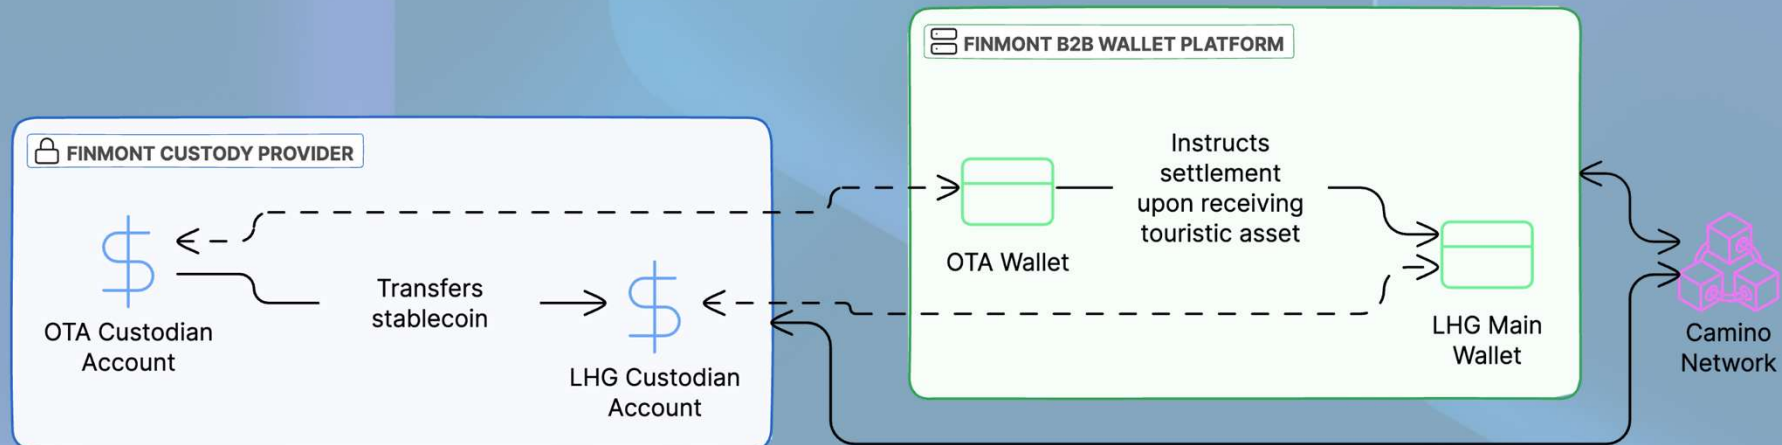 FINMONT B2B WALLET PLATFORM
FINMONT CUSTODY PROVIDER
Instructs
settlement
upon receiving
touristic asset
OTA Wallet
Transfers
stablecoin
OTA Custodian
Account
LHG Custodian
Account
LHG Main
Wallet
Camino
Network